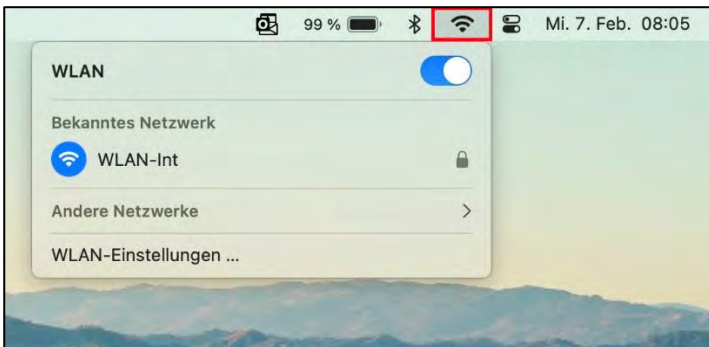 99 % Mi. 7. Feb. 08:05
WLAN
Bekanntes Netzwerk
WLAN-Int
Andere Netzwerke
WLAN-Einstellungen ...